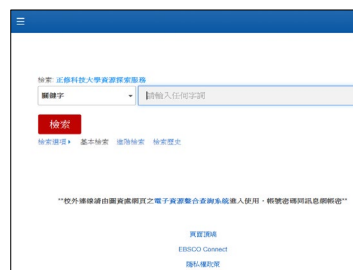 檢索: 正修科技大學資源探索服務
關鍵字
請輸入任何字詞
檢索
檢索選項 基本檢索 進階檢索 檢索歷史
**校外連線請由圖資處網頁之電子資源整合查詢系統進入使用，帳號密碼同訊息網帳密**
頁面頂端
EBSCO Connect
隱私權政策